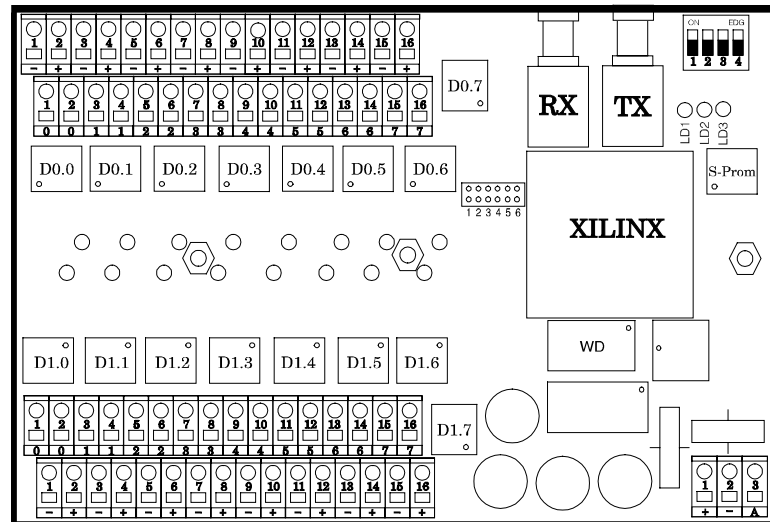 1 2 3 4 5 6 7 8 9 10 11 12 13 14 15 16
- + - + - + - + - + - + - + - +
1 2 3 4 5 6 7 8 9 10 11 12 13 14 15 16
0 0 1 1 2 2 3 3 4 4 5 5 6 6 7 7
D0.7
RX
TX
ON EDG
1 2 3 4
LD1
LD2
LD3
D0.0 D0.1 D0.2 D0.3 D0.4 D0.5 D0.6
S-Prom
1 2 3 4 5 6
XILINX
WD
D1.0 D1.1 D1.2 D1.3 D1.4 D1.5 D1.6
D1.7
1 2 3 4 5 6 7 8 9 10 11 12 13 14 15 16
0 0 1 1 2 2 3 3 4 4 5 5 6 6 7 7
1 2 3 4 5 6 7 8 9 10 11 12 13 14 15 16
- + - + - + - + - + - + - + - +
1 2 3
+ - A